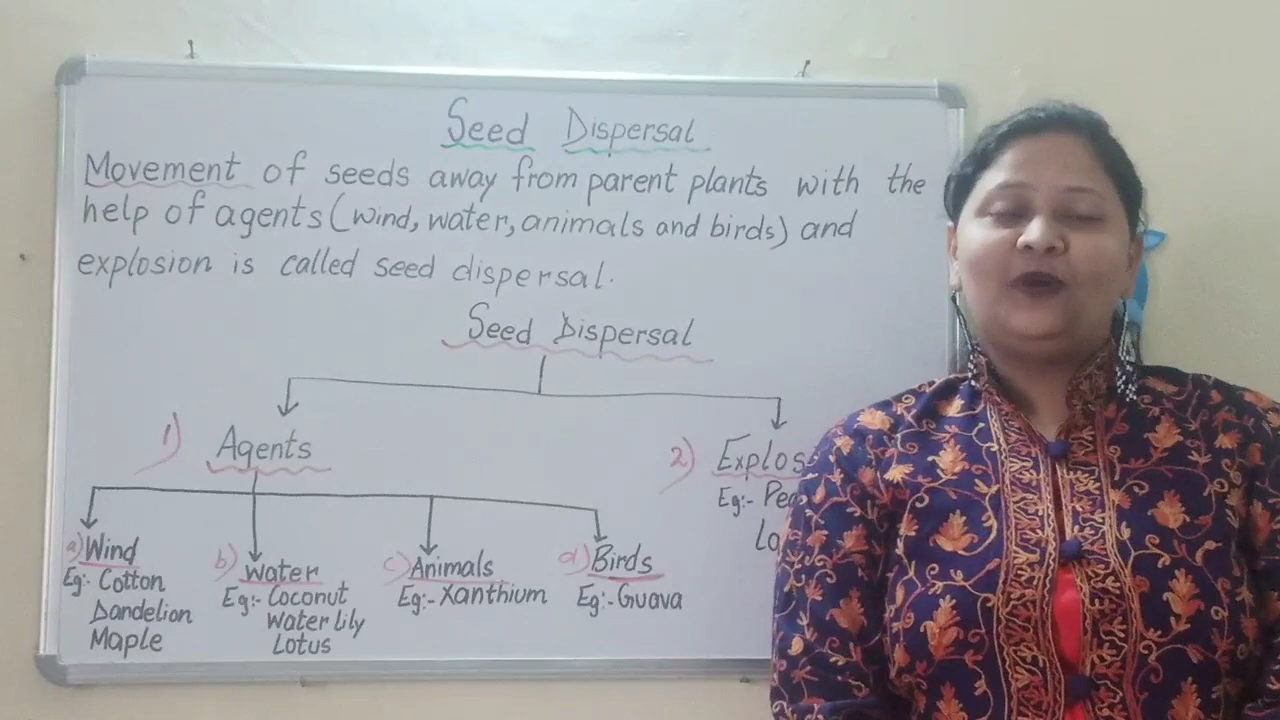 Seed Dispersal
Movement of seeds away from parent plants with the
help of agents (wind, water, animals and birds) and
explosion is called seed dispersal.
Seed Dispersal
1) Agents
2)
Eg:-
a) Wind
Eg:- Cotton
Dandelion
Maple
b) Water
Eg:- Coconut
Water Lily
Lotus
c) Animals
Eg:- Xanthium
d) Birds
Eg:- Guava